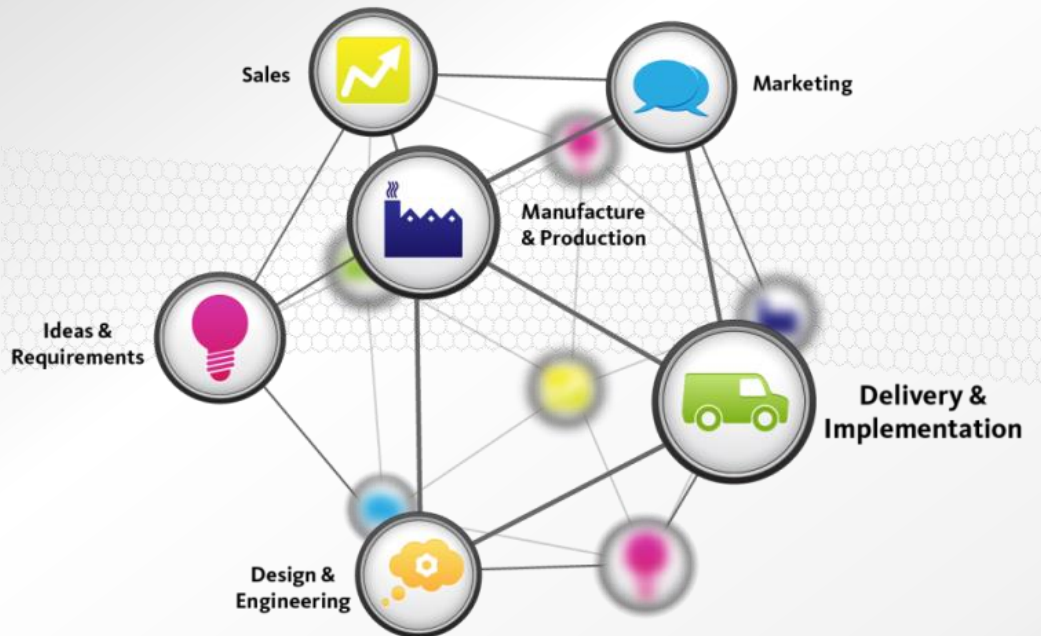 Sales
Marketing
Manufacture
& Production
Ideas &
Requirements
Delivery &
Implementation
Design &
Engineering